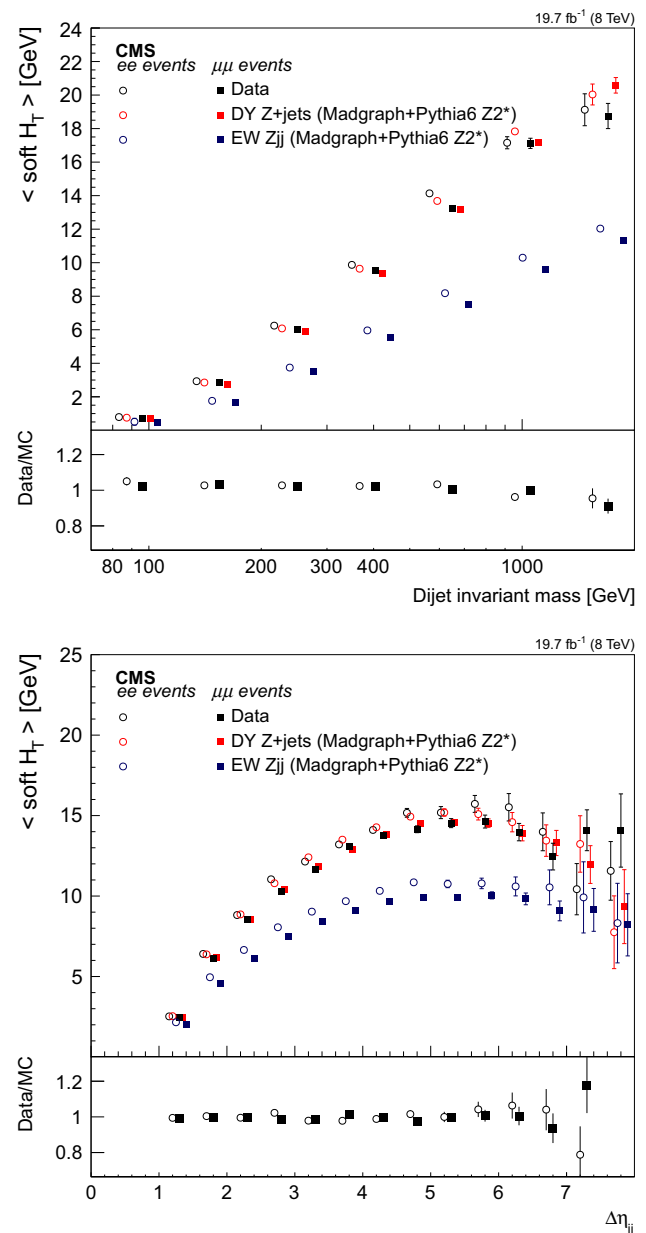 19.7 fb⁻¹ (8 TeV)
CMS
ee events μμ events
Data
DY Z+jets (Madgraph+Pythia6 Z2*)
EW Zjj (Madgraph+Pythia6 Z2*)
< soft H_T > [GeV]
24
22
20
18
16
14
12
10
8
6
4
2
Data/MC
1.2
1
0.8
80 100 200 300 400 1000
Dijet invariant mass [GeV]
19.7 fb⁻¹ (8 TeV)
CMS
ee events μμ events
Data
DY Z+jets (Madgraph+Pythia6 Z2*)
EW Zjj (Madgraph+Pythia6 Z2*)
< soft H_T > [GeV]
25
20
15
10
5
Data/MC
1.2
1
0.8
0 1 2 3 4 5 6 7
Δη_jj